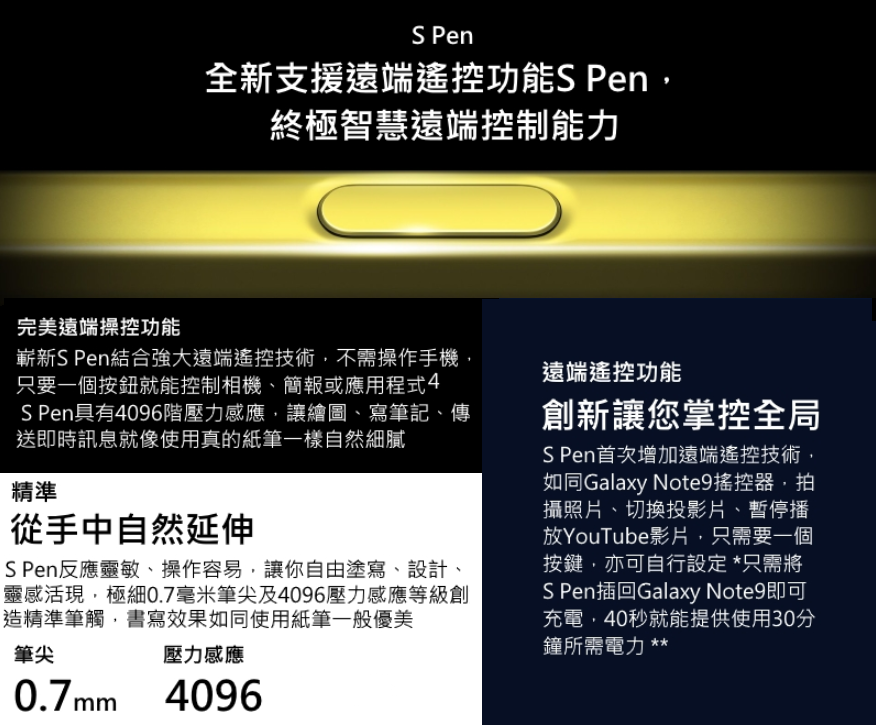 S Pen
全新支援遠端遙控功能S Pen，
終極智慧遠端控制能力
完美遠端操控功能
嶄新S Pen結合強大遠端遙控技術，不需操作手機，
只要一個按鈕就能控制相機、簡報或應用程式4
S Pen具有4096階壓力感應，讓繪圖、寫筆記、傳
送即時訊息就像使用真的紙筆一樣自然細膩
精準
從手中自然延伸
S Pen反應靈敏、操作容易，讓你自由塗寫、設計、
靈感活現，極細0.7毫米筆尖及4096壓力感應等級創
造精準筆觸，書寫效果如同使用紙筆一般優美
筆尖 壓力感應
0.7mm 4096
遠端遙控功能
創新讓您掌控全局
S Pen首次增加遠端遙控技術，
如同Galaxy Note9搖控器，拍
攝照片、切換投影片、暫停播
放YouTube影片，只需要一個
按鍵，亦可自行設定 *只需將
S Pen插回Galaxy Note9即可
充電，40秒就能提供使用30分
鐘所需電力 **